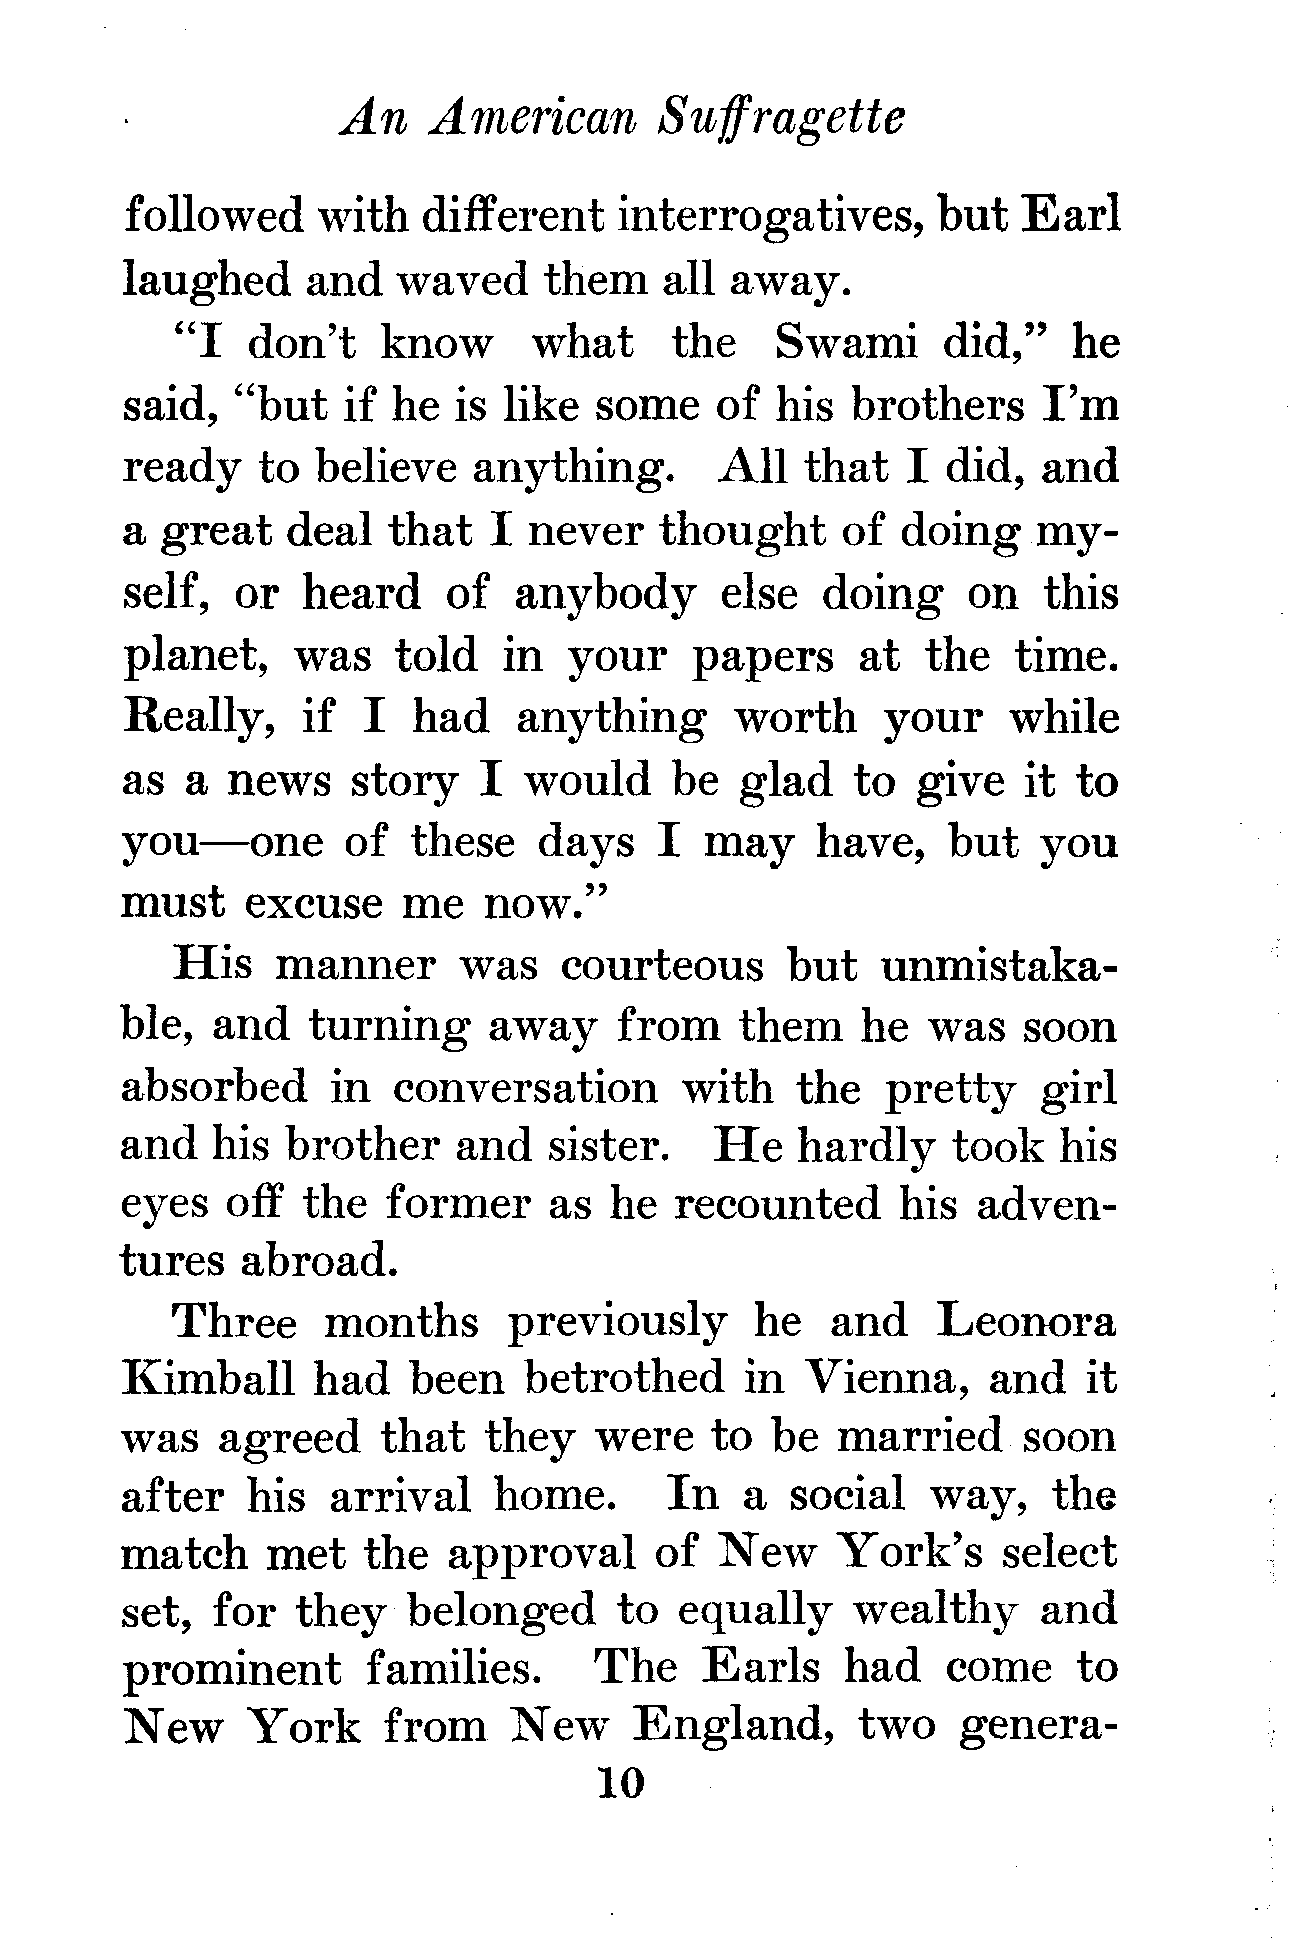 An American Suffragette
followed with different interrogatives, but Earl
laughed and waved them all away.
“I don’t know what the Swami did,” he
said, “but if he is like some of his brothers I’m
ready to believe anything. All that I did, and
a great deal that I never thought of doing my-
self, or heard of anybody else doing on this
planet, was told in your papers at the time.
Really, if I had anything worth your while
as a news story I would be glad to give it to
you—one of these days I may have, but you
must excuse me now.”
His manner was courteous but unmistaka-
ble, and turning away from them he was soon
absorbed in conversation with the pretty girl
and his brother and sister. He hardly took his
eyes off the former as he recounted his adven-
tures abroad.
Three months previously he and Leonora
Kimball had been betrothed in Vienna, and it
was agreed that they were to be married soon
after his arrival home. In a social way, the
match met the approval of New York’s select
set, for they belonged to equally wealthy and
prominent families. The Earls had come to
New York from New England, two genera-
10